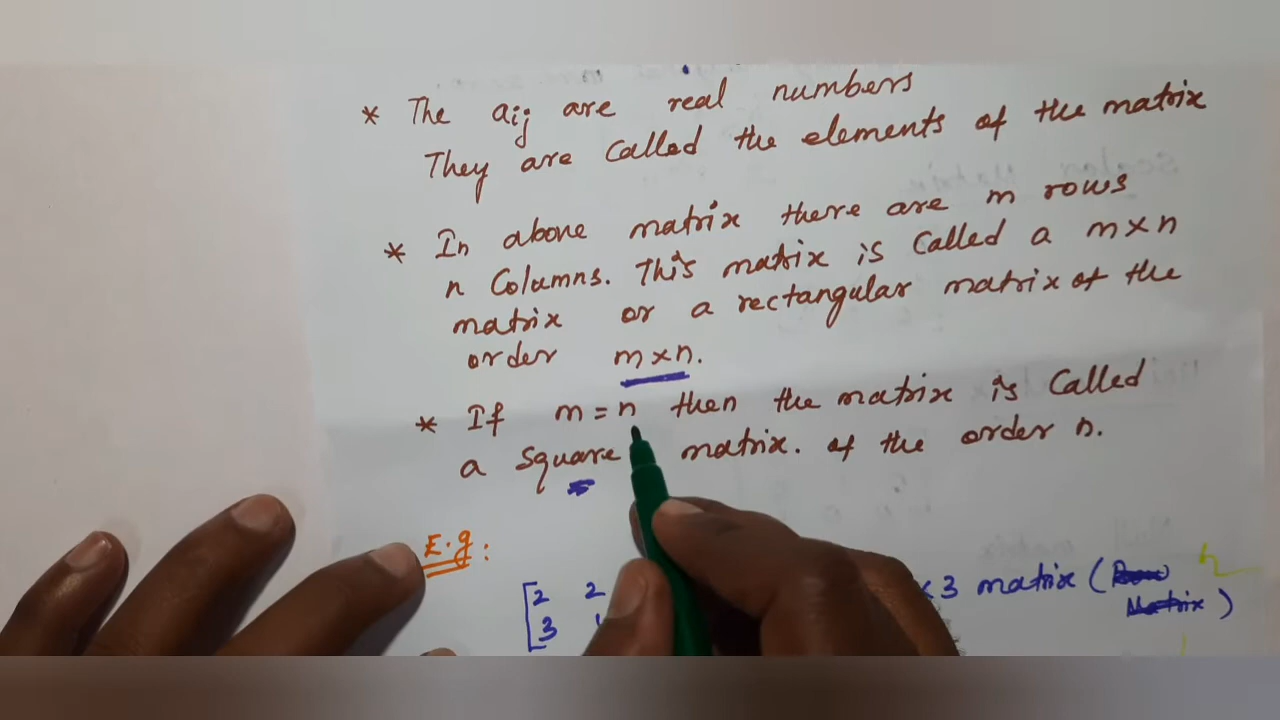 * The aij are real numbers
They are called the elements of the matrix
* In above matrix there are m rows
n Columns. This matrix is called a m×n
matrix or a rectangular matrix of the
order m×n.
* If m = n then the matrix is called
a square matrix. of the order n.
E.g:
2 2 ×3 matrix (
3 )